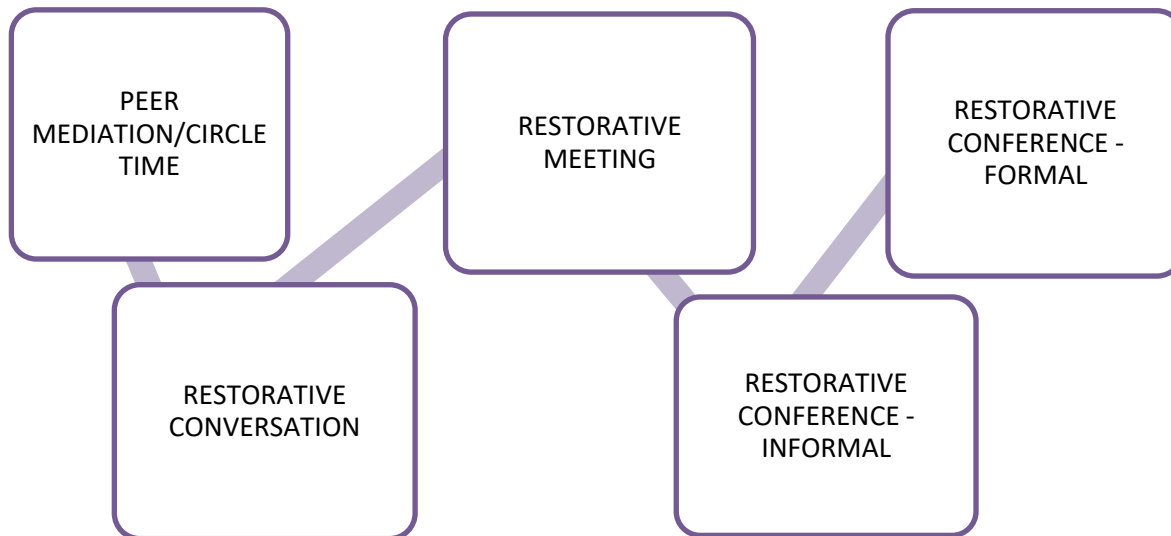 PEER
MEDIATION/CIRCLE
TIME
RESTORATIVE
CONVERSATION
RESTORATIVE
MEETING
RESTORATIVE
CONFERENCE -
INFORMAL
RESTORATIVE
CONFERENCE -
FORMAL